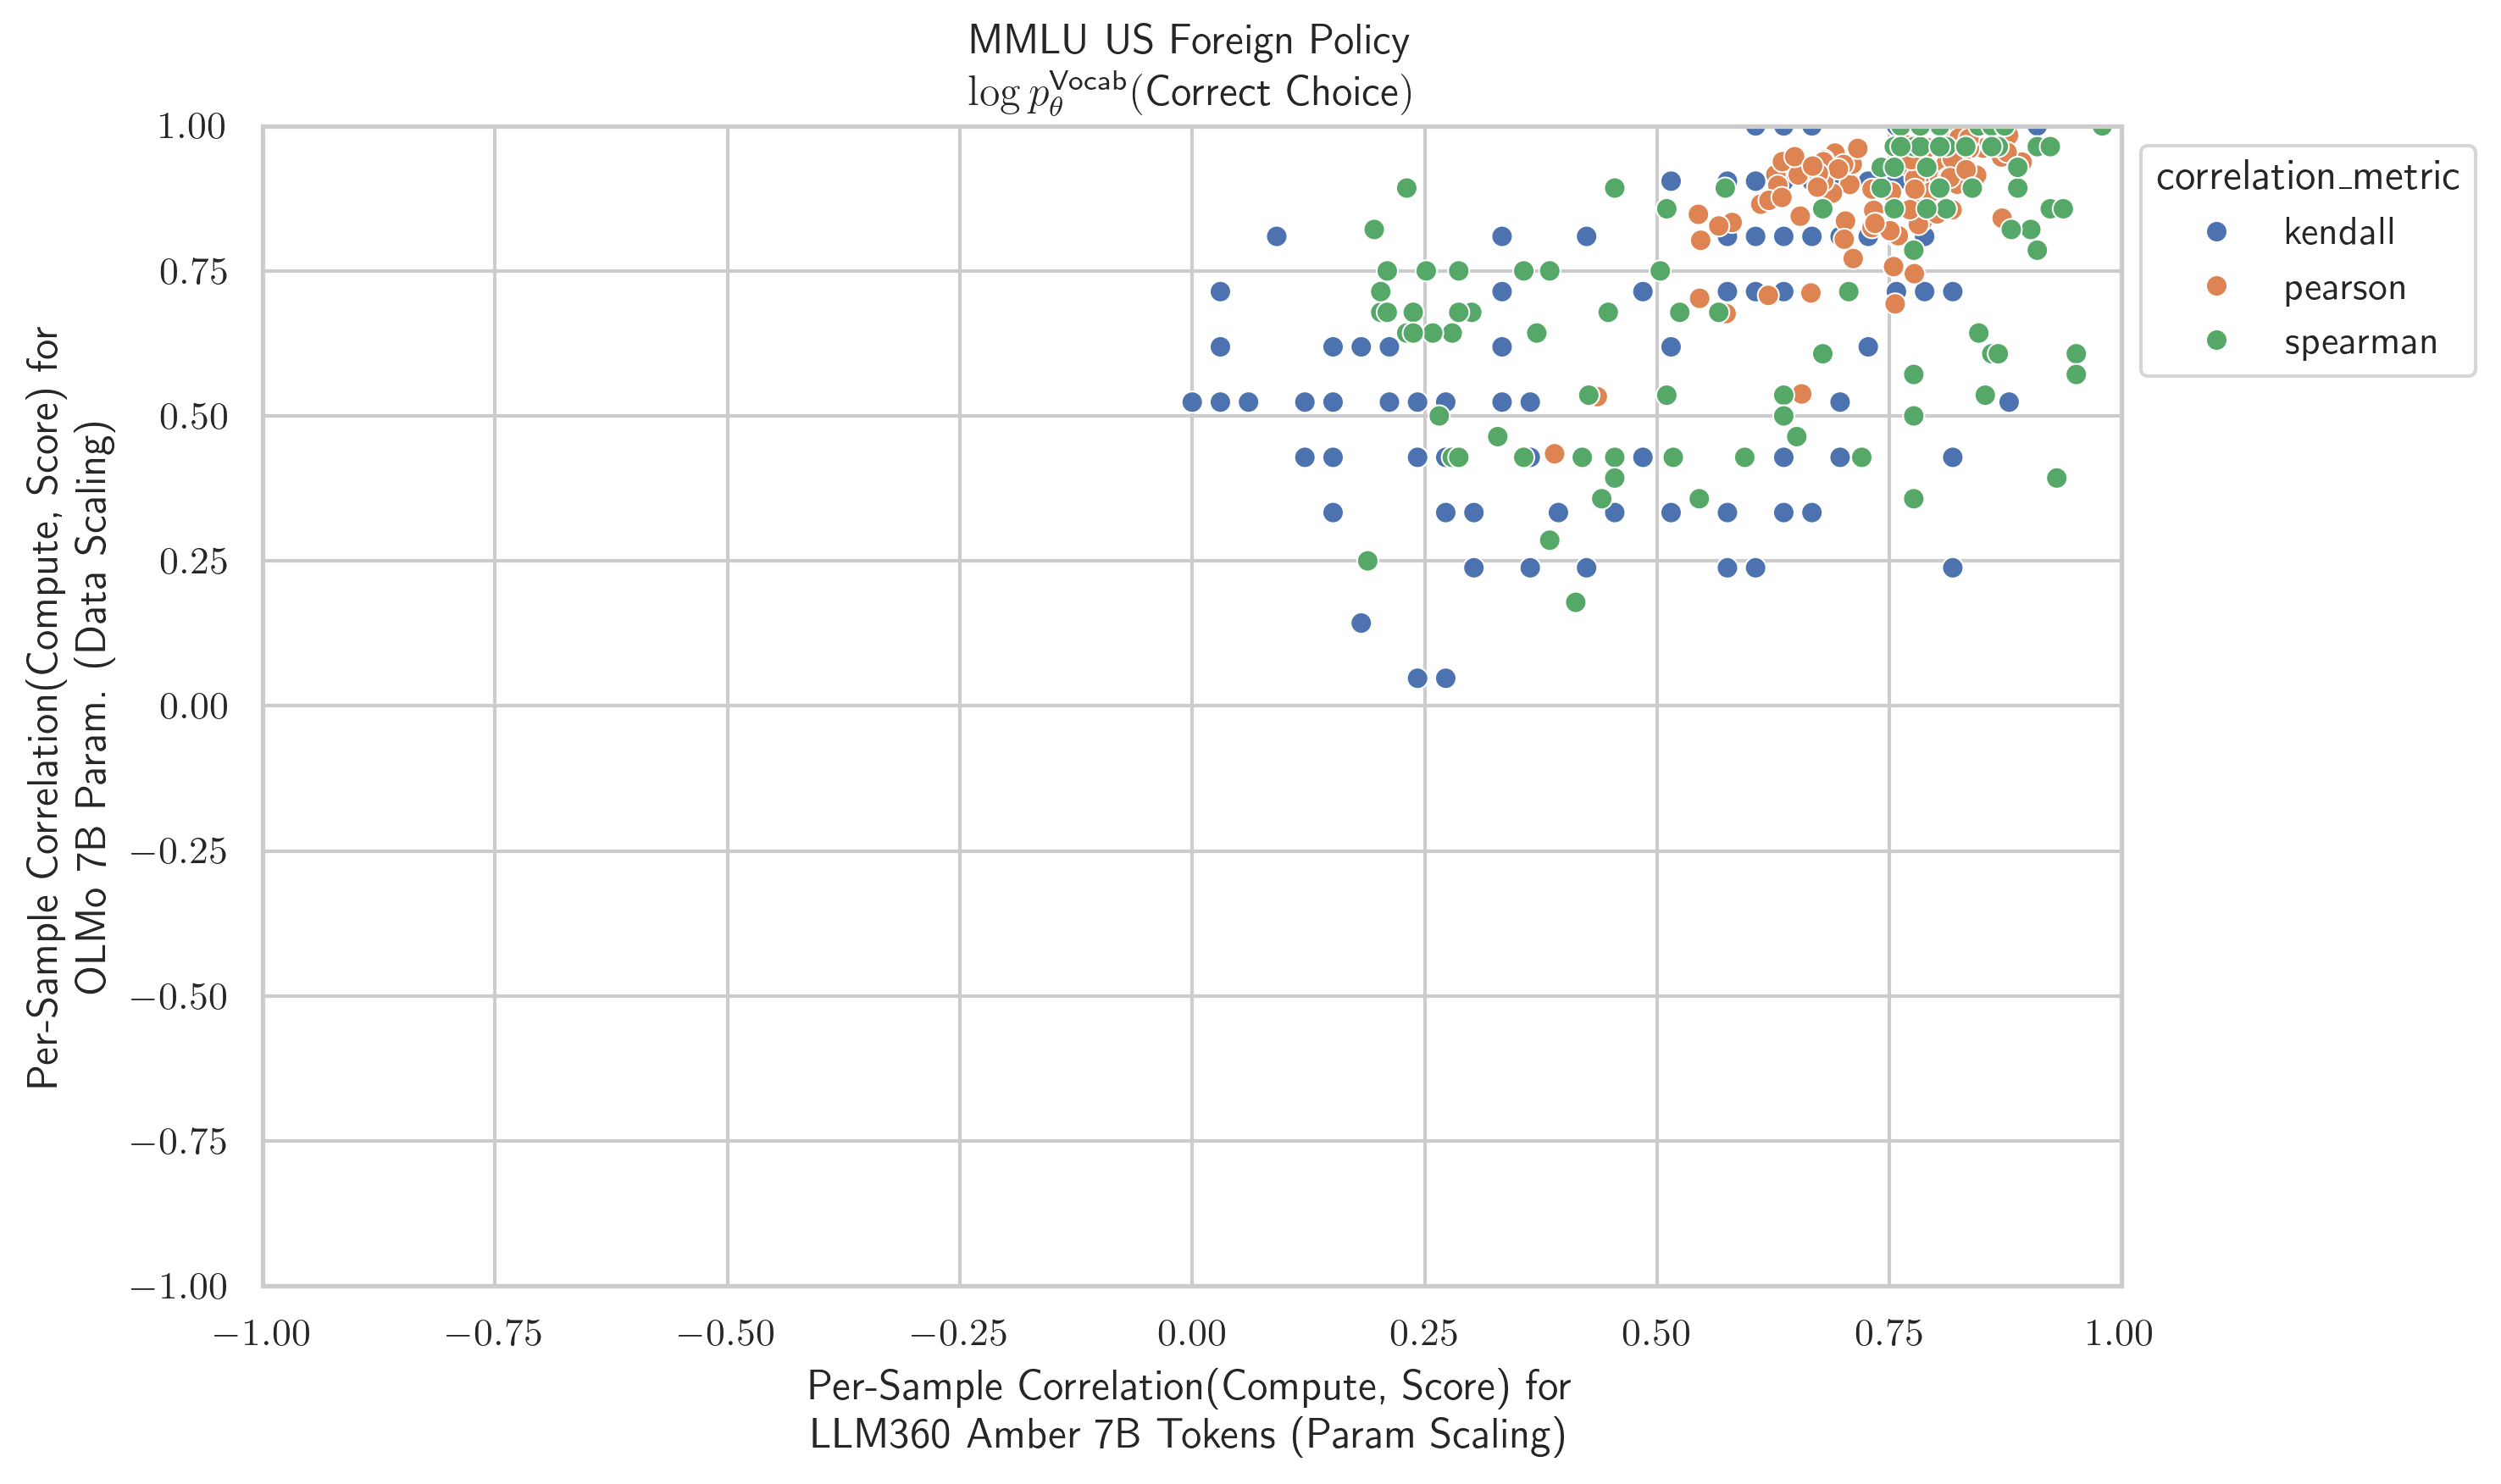 MMLU US Foreign Policy
log p_θ^Vocab(Correct Choice)
Per-Sample Correlation(Compute, Score) for
OLMo 7B Param. (Data Scaling)
1.00
0.75
0.50
0.25
0.00
−0.25
−0.50
−0.75
−1.00
−1.00
−0.75
−0.50
−0.25
0.00
0.25
0.50
0.75
1.00
Per-Sample Correlation(Compute, Score) for
LLM360 Amber 7B Tokens (Param Scaling)
correlation_metric
kendall
pearson
spearman